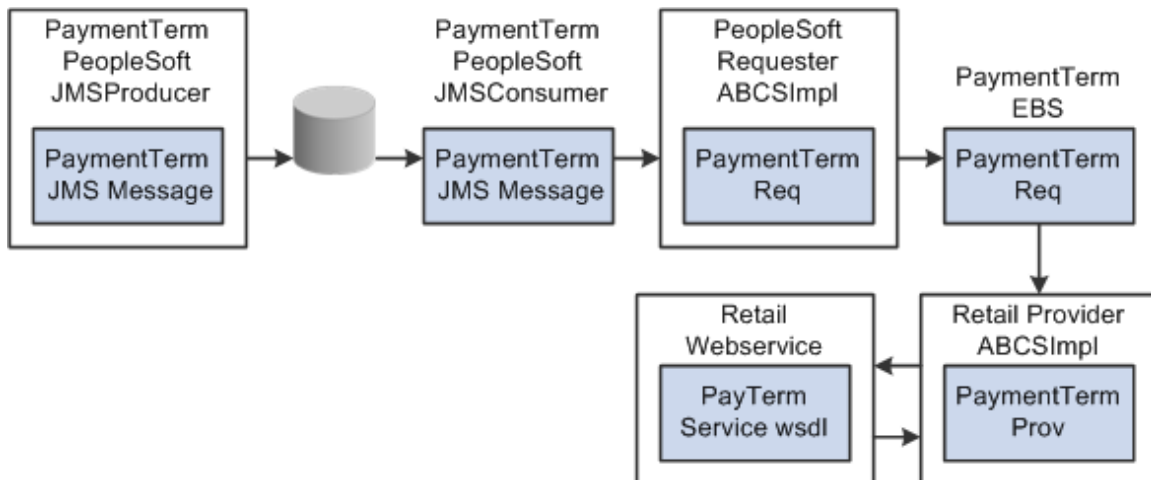 PaymentTerm
PeopleSoft
JMSProducer
PaymentTerm
JMS Message
PaymentTerm
PeopleSoft
JMSConsumer
PaymentTerm
JMS Message
PeopleSoft
Requester
ABCSImpl
PaymentTerm
Req
PaymentTerm
EBS
PaymentTerm
Req
Retail
Webservice
PayTerm
Service wsdl
Retail Provider
ABCSImpl
PaymentTerm
Prov